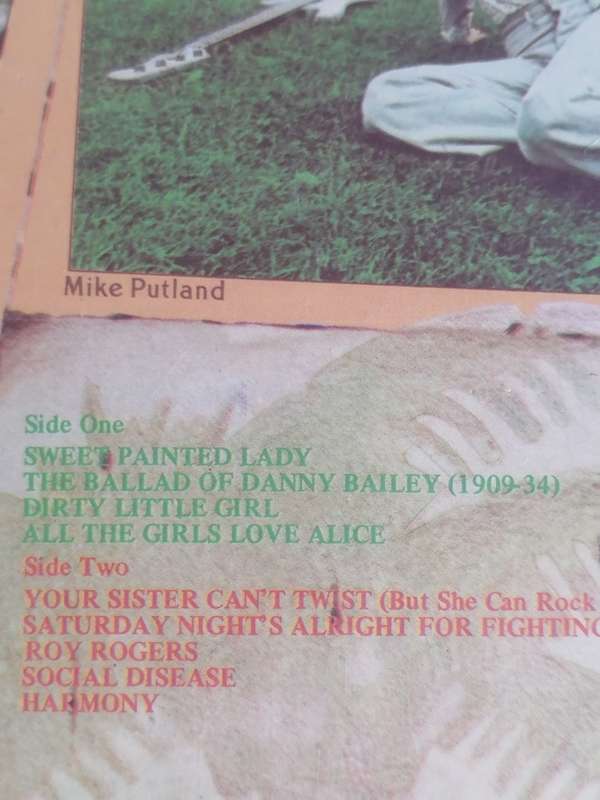 Mike Putland
Side One
SWEET PAINTED LADY
THE BALLAD OF DANNY BAILEY (1909-34)
DIRTY LITTLE GIRL
ALL THE GIRLS LOVE ALICE
Side Two
YOUR SISTER CAN'T TWIST (But She Can Rock
SATURDAY NIGHT'S ALRIGHT FOR FIGHTING
ROY ROGERS
SOCIAL DISEASE
HARMONY